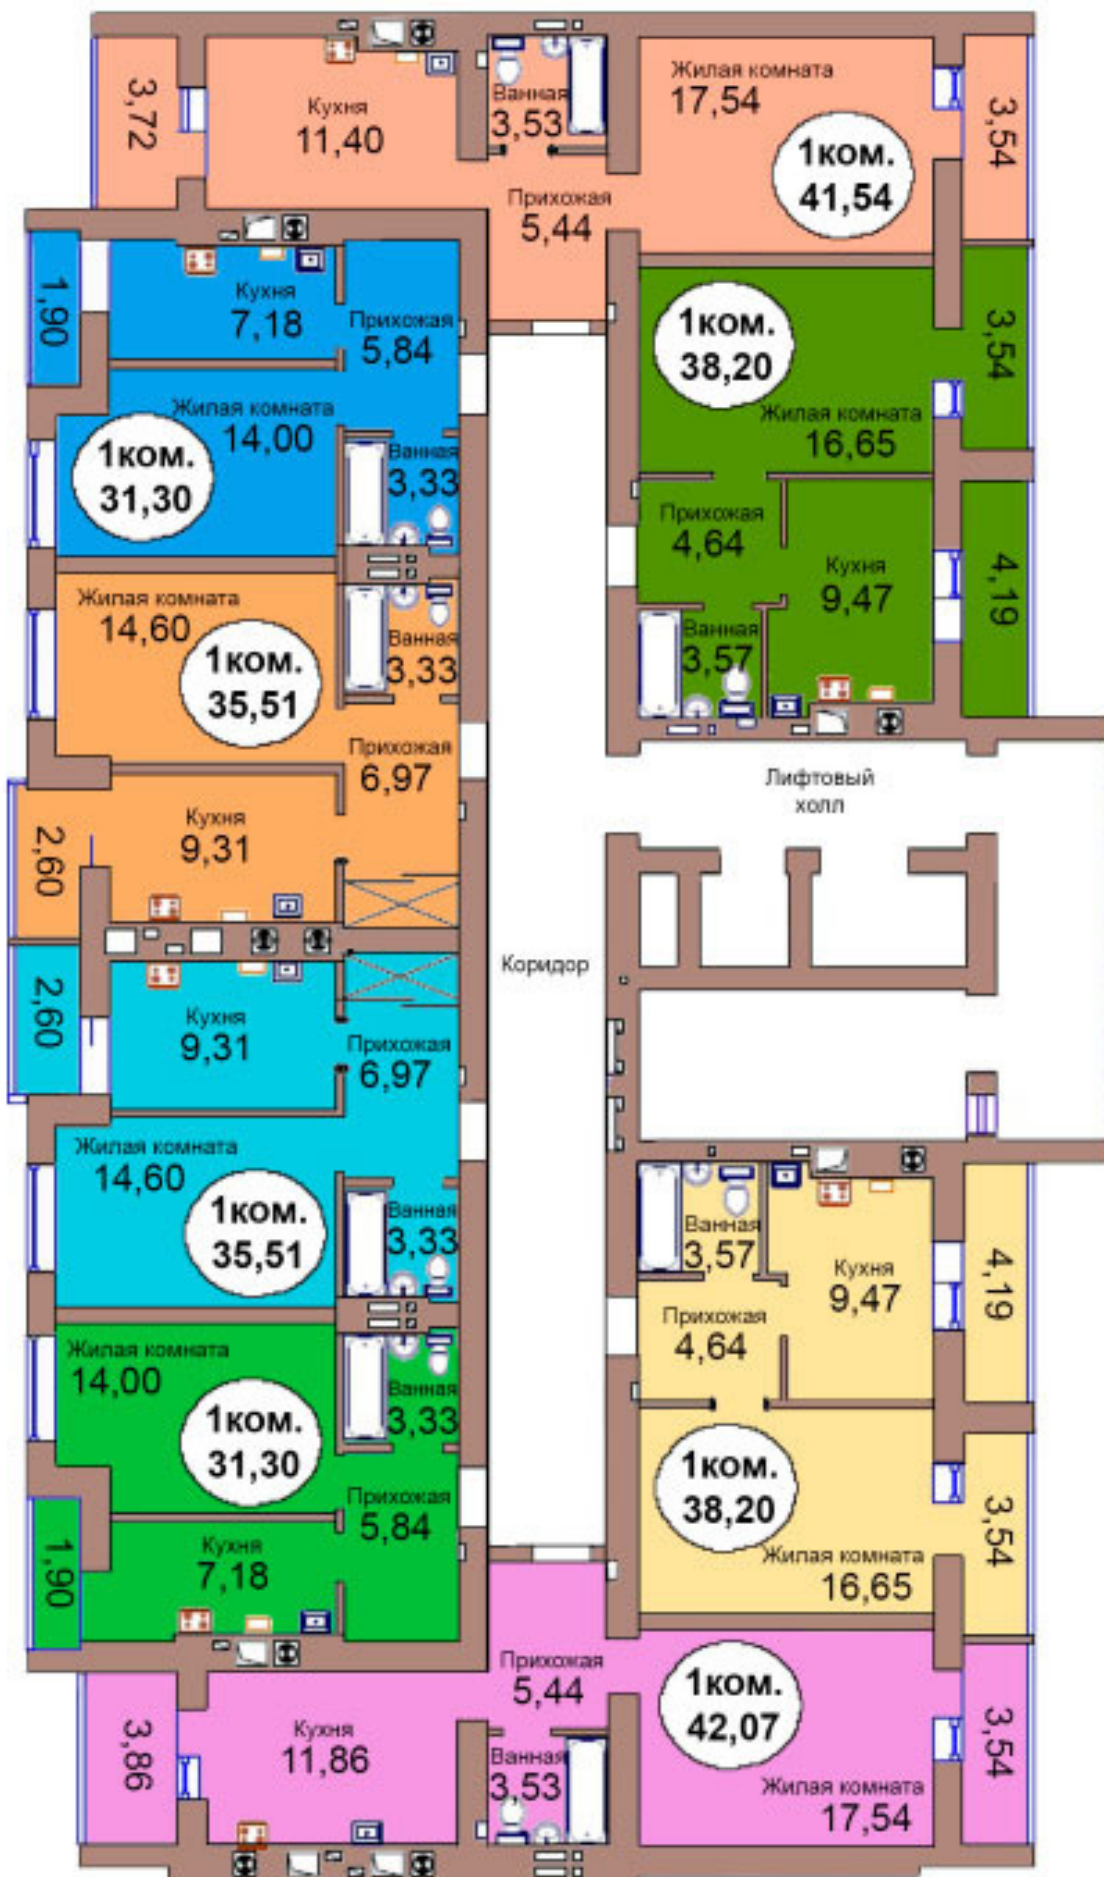 3,72
Кухня
11,40
Ванная
3,53
Жилая комната
17,54
1ком.
41,54
3,54
Прихожая
5,44
1,90
Кухня
7,18
Прихожая
5,84
Жилая комната
14,00
1ком.
31,30
Ванная
3,33
1ком.
38,20
3,54
Жилая комната
16,65
Прихожая
4,64
Кухня
9,47
4,19
Ванная
3,57
Жилая комната
14,60
1ком.
35,51
Ванная
3,33
Прихожая
6,97
Кухня
9,31
2,60
Лифтовый
холл
Коридор
2,60
Кухня
9,31
Прихожая
6,97
Жилая комната
14,60
1ком.
35,51
Ванная
3,33
Ванная
3,57
Кухня
9,47
4,19
Прихожая
4,64
Жилая комната
14,00
1ком.
31,30
Ванная
3,33
Прихожая
5,84
Кухня
7,18
1,90
1ком.
38,20
3,54
Жилая комната
16,65
Прихожая
5,44
1ком.
42,07
3,54
3,86
Кухня
11,86
Ванная
3,53
Жилая комната
17,54